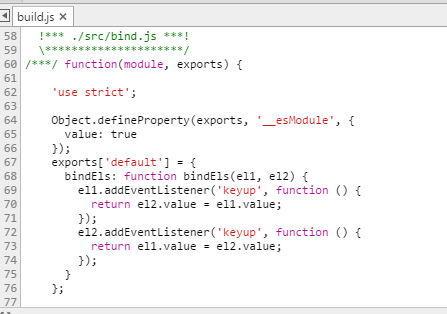 build.js ×
58 !*** ./src/bind.js ***!
59 \*********************/
60 /***/ function(module, exports) {
61
62 'use strict';
63
64 Object.defineProperty(exports, '__esModule', {
65 value: true
66 });
67 exports['default'] = {
68 bindEls: function bindEls(el1, el2) {
69 el1.addEventListener('keyup', function () {
70 return el2.value = el1.value;
71 });
72 el2.addEventListener('keyup', function () {
73 return el1.value = el2.value;
74 });
75 }
76 };
77